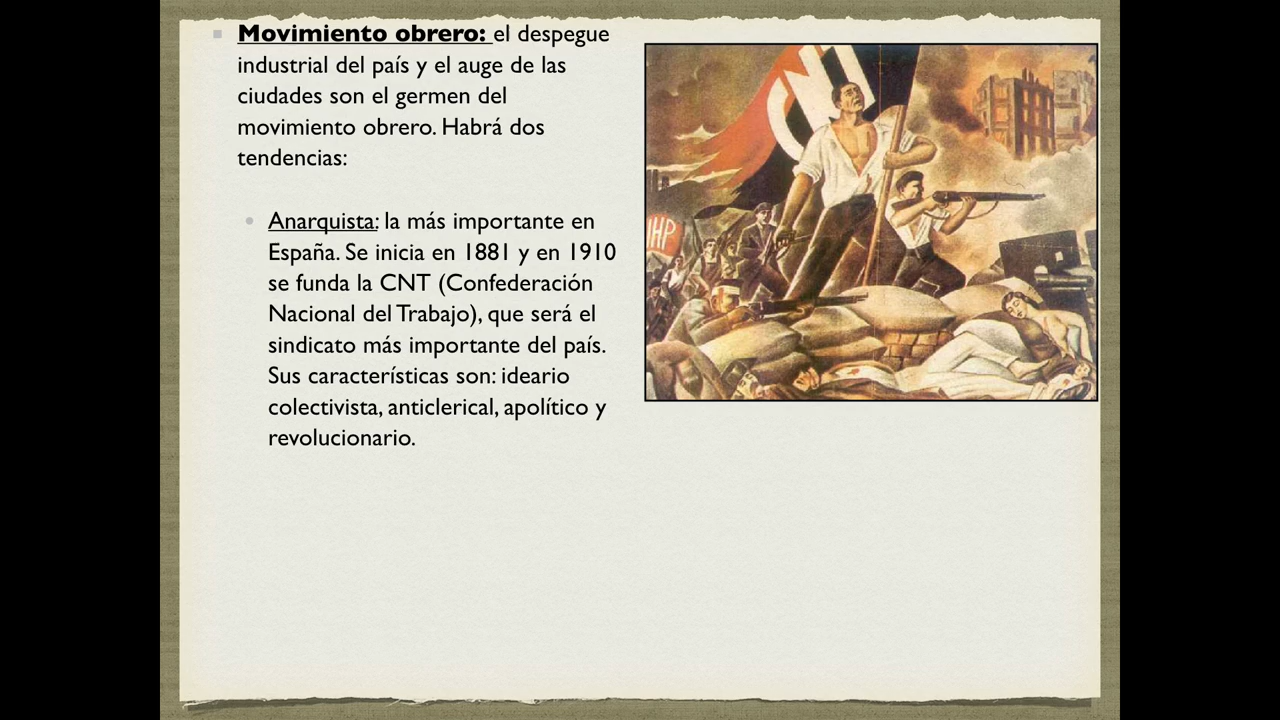 Movimiento obrero: el despegue
industrial del país y el auge de las
ciudades son el germen del
movimiento obrero. Habrá dos
tendencias:
Anarquista: la más importante en
España. Se inicia en 1881 y en 1910
se funda la CNT (Confederación
Nacional del Trabajo), que será el
sindicato más importante del país.
Sus características son: ideario
colectivista, anticlerical, apolítico y
revolucionario.
UHP